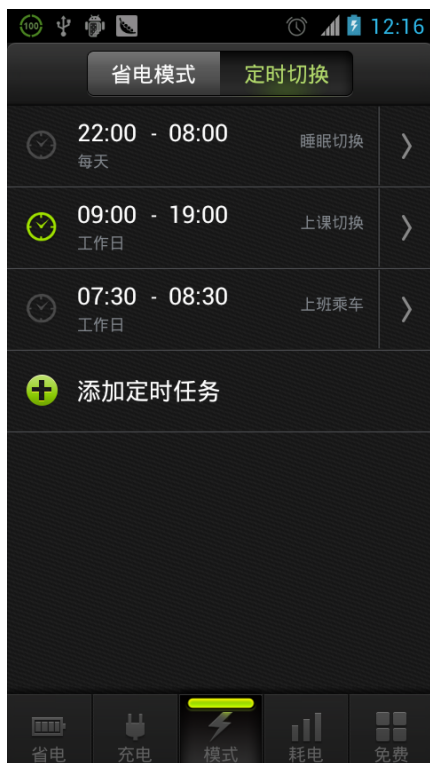 100
12:16
省电模式 定时切换
22:00 - 08:00 睡眠切换
每天
09:00 - 19:00 上课切换
工作日
07:30 - 08:30 上班乘车
工作日
添加定时任务
省电 充电 模式 耗电 免费